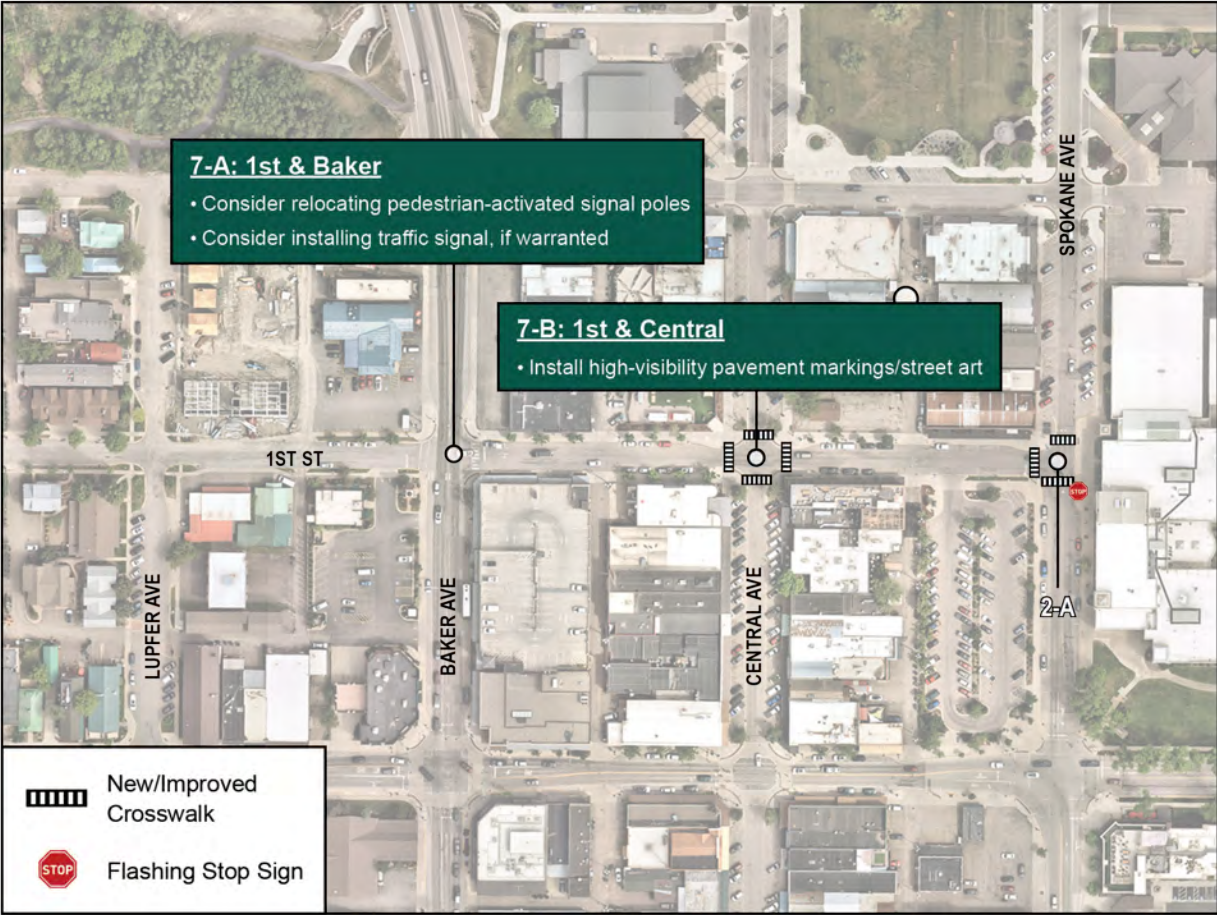 7-A: 1st & Baker
• Consider relocating pedestrian-activated signal poles
• Consider installing traffic signal, if warranted
SPOKANE AVE
7-B: 1st & Central
• Install high-visibility pavement markings/street art
1ST ST
STOP
LUPFER AVE
BAKER AVE
CENTRAL AVE
2-A
New/Improved
Crosswalk
STOP
Flashing Stop Sign